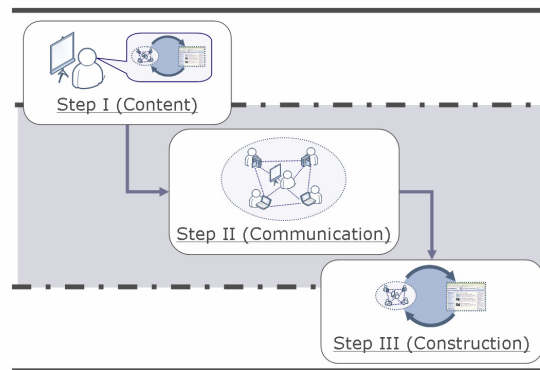 Step I (Content)
Step II (Communication)
Step III (Construction)